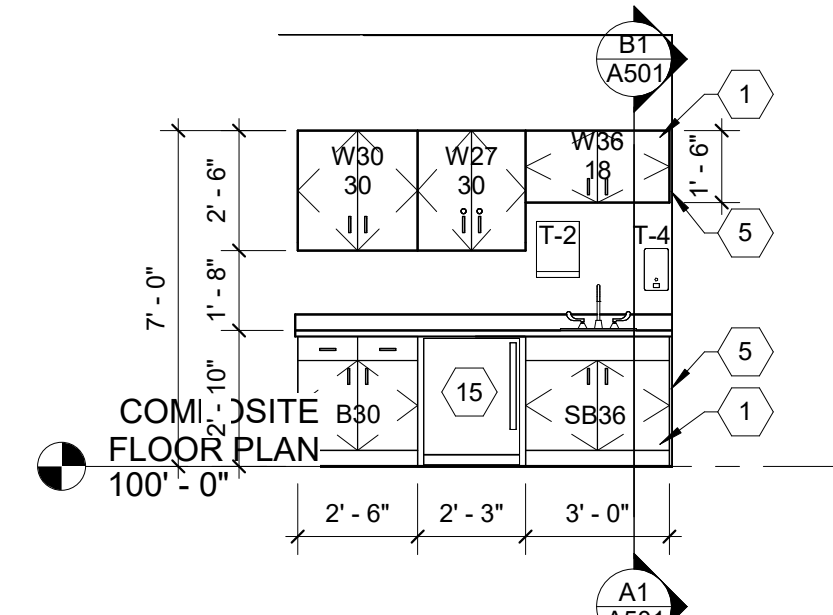 B1
A501
1
W30
30
W27
30
W36
18
2' - 6"
1' - 6"
T-2
T-4
5
1' - 8"
7' - 0"
5
15
2' - 10"
B30
SB36
1
FLOOR PLAN
100' - 0"
2' - 6"
2' - 3"
3' - 0"
A1